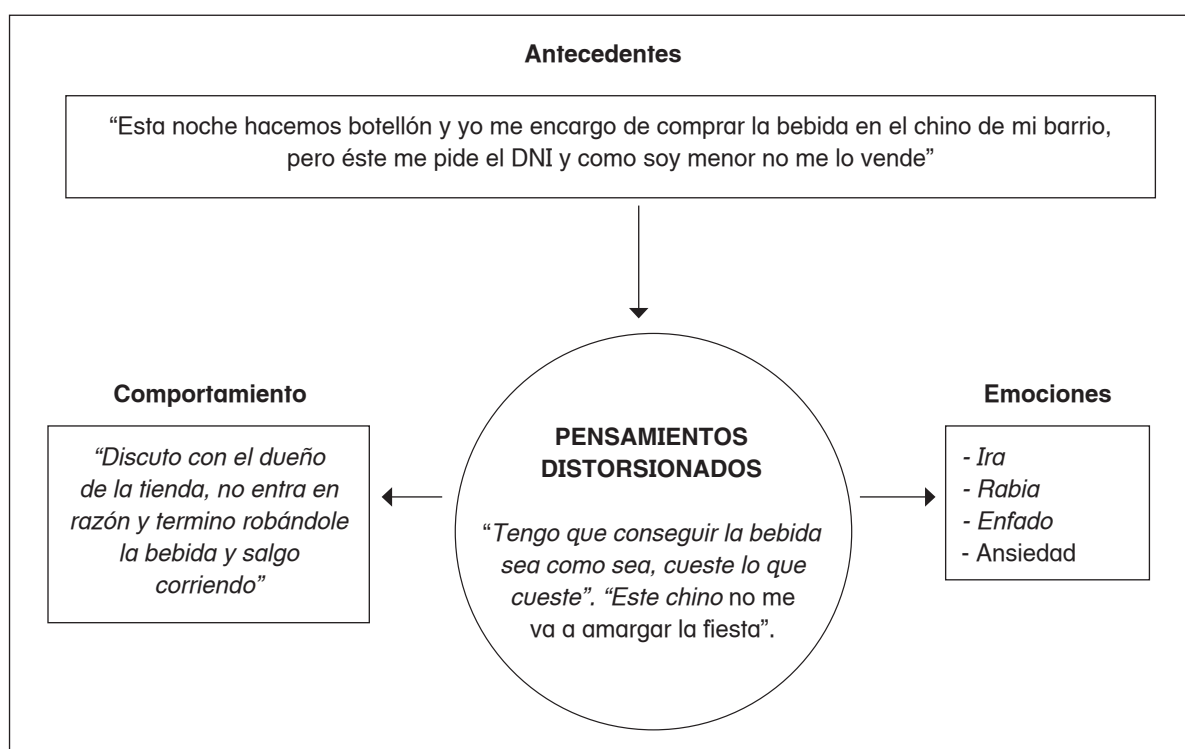 Antecedentes
“Esta noche hacemos botellón y yo me encargo de comprar la bebida en el chino de mi barrio,
pero éste me pide el DNI y como soy menor no me lo vende”
Comportamiento
“Discuto con el dueño
de la tienda, no entra en
razón y termino robándole
la bebida y salgo
corriendo”
PENSAMIENTOS
DISTORSIONADOS
“Tengo que conseguir la bebida
sea como sea, cueste lo que
cueste”. “Este chino no me
va a amargar la fiesta”.
Emociones
- Ira
- Rabia
- Enfado
- Ansiedad